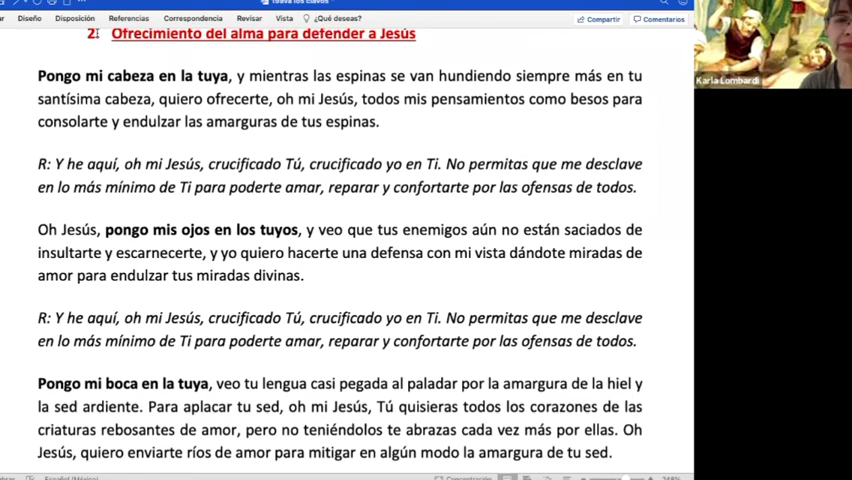 Diseño Disposición Referencias Correspondencia Revisar Vista ¿Qué deseas? Compartir Comentarios
2. Ofrecimiento del alma para defender a Jesús
Karla Lombardi
Pongo mi cabeza en la tuya, y mientras las espinas se van hundiendo siempre más en tu
santísima cabeza, quiero ofrecerte, oh mi Jesús, todos mis pensamientos como besos para
consolarte y endulzar las amarguras de tus espinas.
R: Y he aquí, oh mi Jesús, crucificado Tú, crucificado yo en Ti. No permitas que me desclave
en lo más mínimo de Ti para poderte amar, reparar y confortarte por las ofensas de todos.
Oh Jesús, pongo mis ojos en los tuyos, y veo que tus enemigos aún no están saciados de
insultarte y escarnecerte, y yo quiero hacerte una defensa con mi vista dándote miradas de
amor para endulzar tus miradas divinas.
R: Y he aquí, oh mi Jesús, crucificado Tú, crucificado yo en Ti. No permitas que me desclave
en lo más mínimo de Ti para poderte amar, reparar y confortarte por las ofensas de todos.
Pongo mi boca en la tuya, veo tu lengua casi pegada al paladar por la amargura de la hiel y
la sed ardiente. Para aplacar tu sed, oh mi Jesús, Tú quisieras todos los corazones de las
criaturas rebosantes de amor, pero no teniéndolos te abrazas cada vez más por ellas. Oh
Jesús, quiero enviarte ríos de amor para mitigar en algún modo la amargura de tu sed.